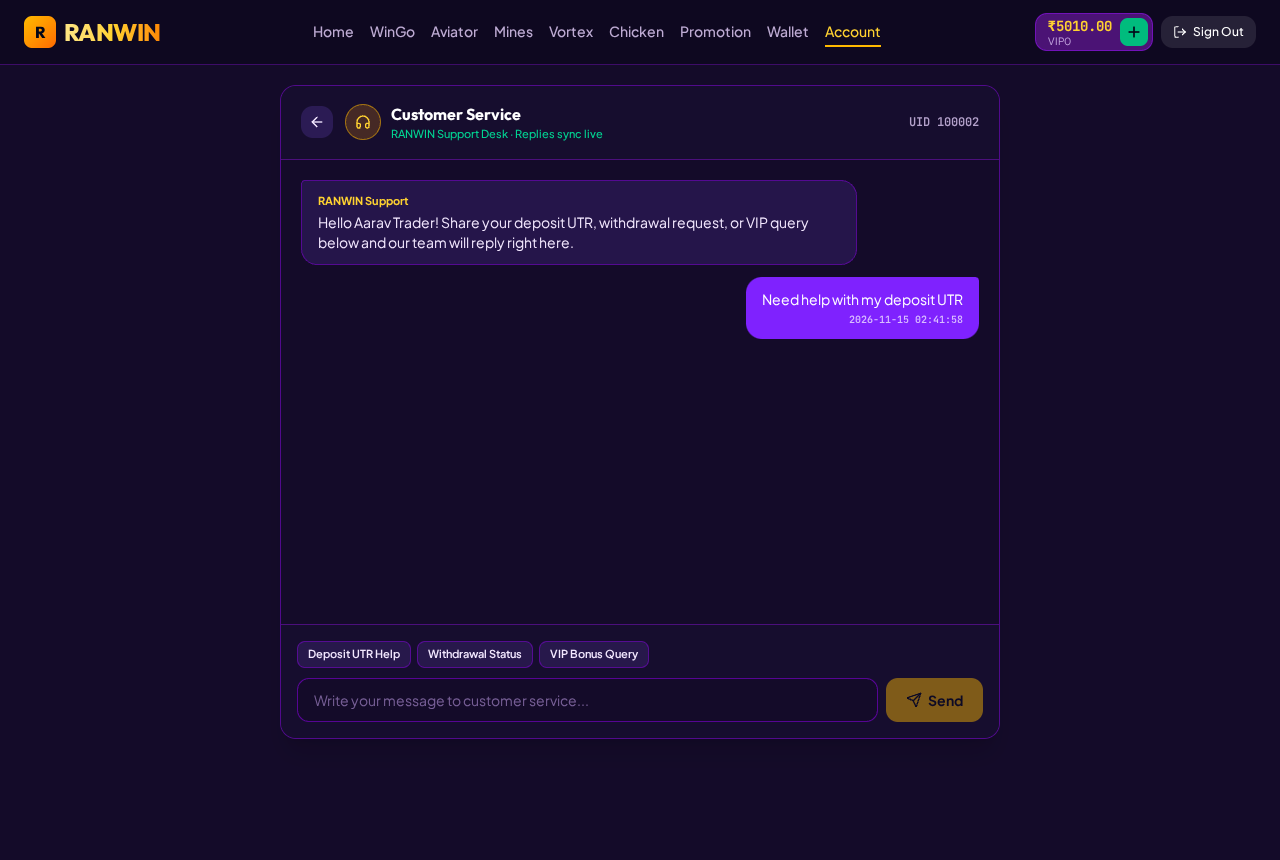 R RANWIN
Home WinGo Aviator Mines Vortex Chicken Promotion Wallet Account
₹5010.00
VIP0
Sign Out
Customer Service
RANWIN Support Desk · Replies sync live
UID 100002
RANWIN Support
Hello Aarav Trader! Share your deposit UTR, withdrawal request, or VIP query
below and our team will reply right here.
Need help with my deposit UTR
2026-11-15 02:41:58
Deposit UTR Help
Withdrawal Status
VIP Bonus Query
Write your message to customer service...
Send